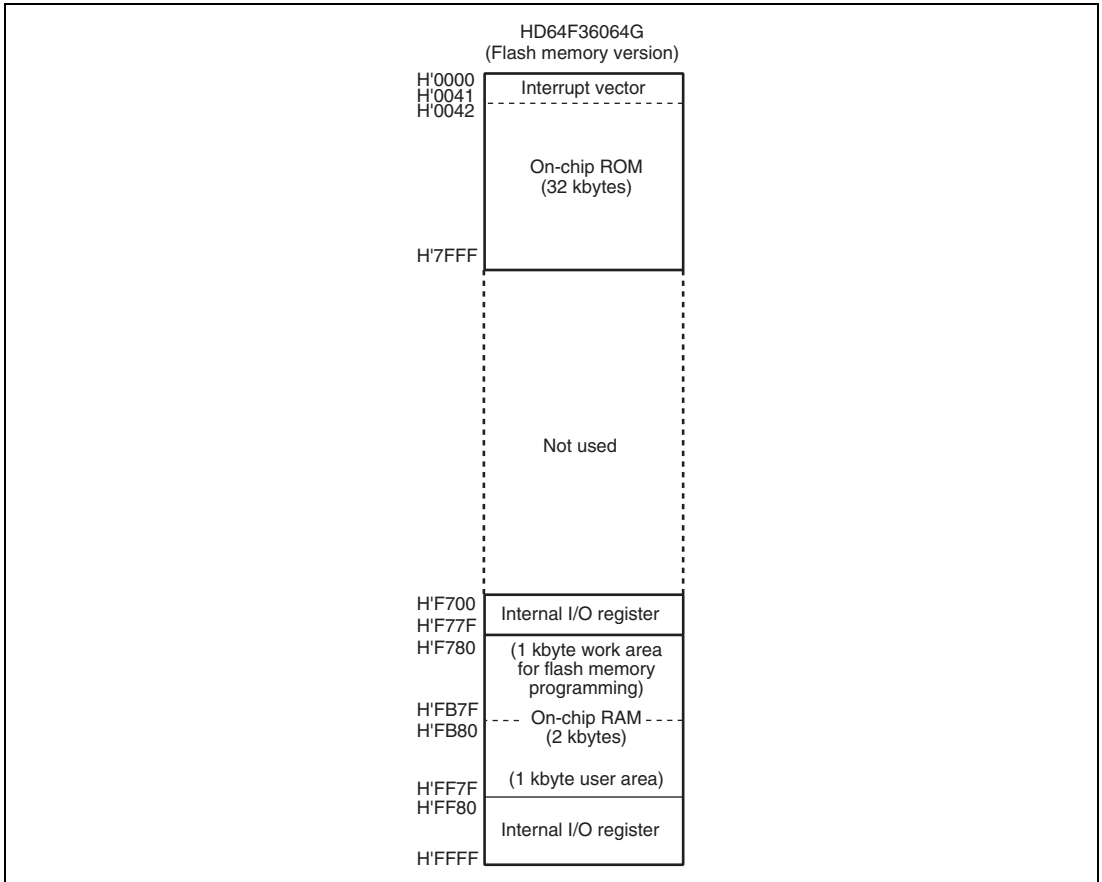 HD64F36064G
(Flash memory version)
H'0000
Interrupt vector
H'0041
H'0042
On-chip ROM
(32 kbytes)
H'7FFF
Not used
H'F700
Internal I/O register
H'F77F
H'F780
(1 kbyte work area
for flash memory
programming)
H'FB7F
On-chip RAM
H'FB80
(2 kbytes)
(1 kbyte user area)
H'FF7F
H'FF80
Internal I/O register
H'FFFF